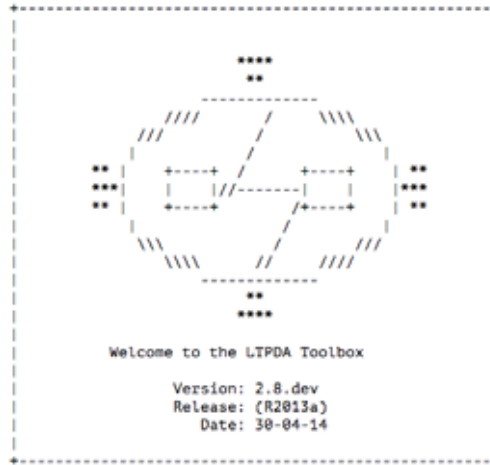 Welcome to the LTPDA Toolbox
Version: 2.8.dev
Release: (R2013a)
Date: 30-04-14